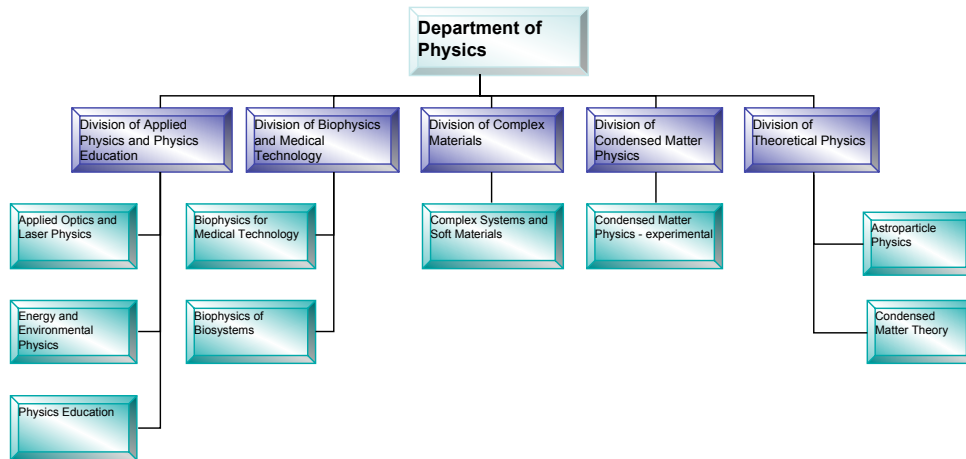 Department of
Physics
Division of Applied
Physics and Physics
Education
Division of Biophysics
and Medical
Technology
Division of Complex
Materials
Division of
Condensed Matter
Physics
Division of
Theoretical Physics
Applied Optics and
Laser Physics
Biophysics for
Medical Technology
Complex Systems and
Soft Materials
Condensed Matter
Physics - experimental
Astroparticle
Physics
Energy and
Environmental
Physics
Biophysics of
Biosystems
Condensed
Matter Theory
Physics Education